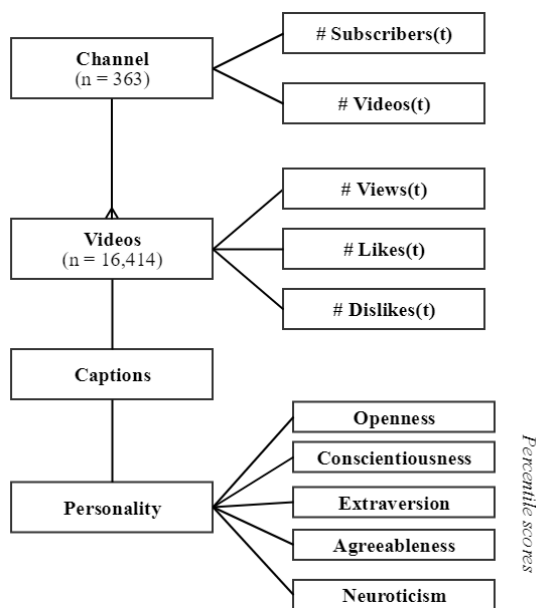 Channel
(n = 363)
# Subscribers(t)
# Videos(t)
Videos
(n = 16,414)
# Views(t)
# Likes(t)
# Dislikes(t)
Captions
Personality
Openness
Conscientiousness
Extraversion
Agreeableness
Neuroticism
Percentile scores